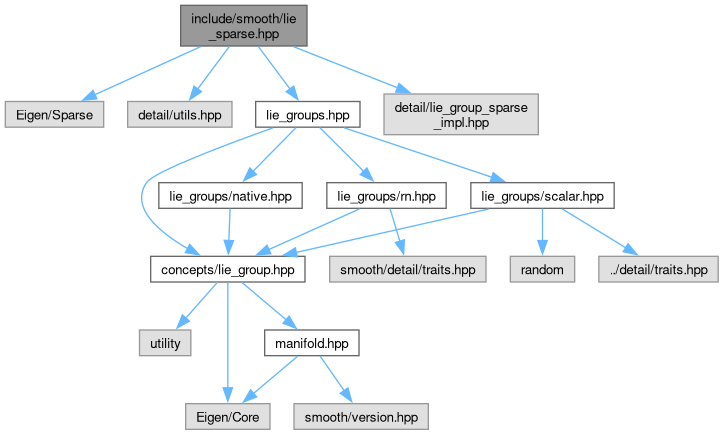 include/smooth/lie
_sparse.hpp
Eigen/Sparse
detail/utils.hpp
lie_groups.hpp
detail/lie_group_sparse
_impl.hpp
lie_groups/native.hpp
lie_groups/rn.hpp
lie_groups/scalar.hpp
concepts/lie_group.hpp
smooth/detail/traits.hpp
random
../detail/traits.hpp
utility
manifold.hpp
Eigen/Core
smooth/version.hpp